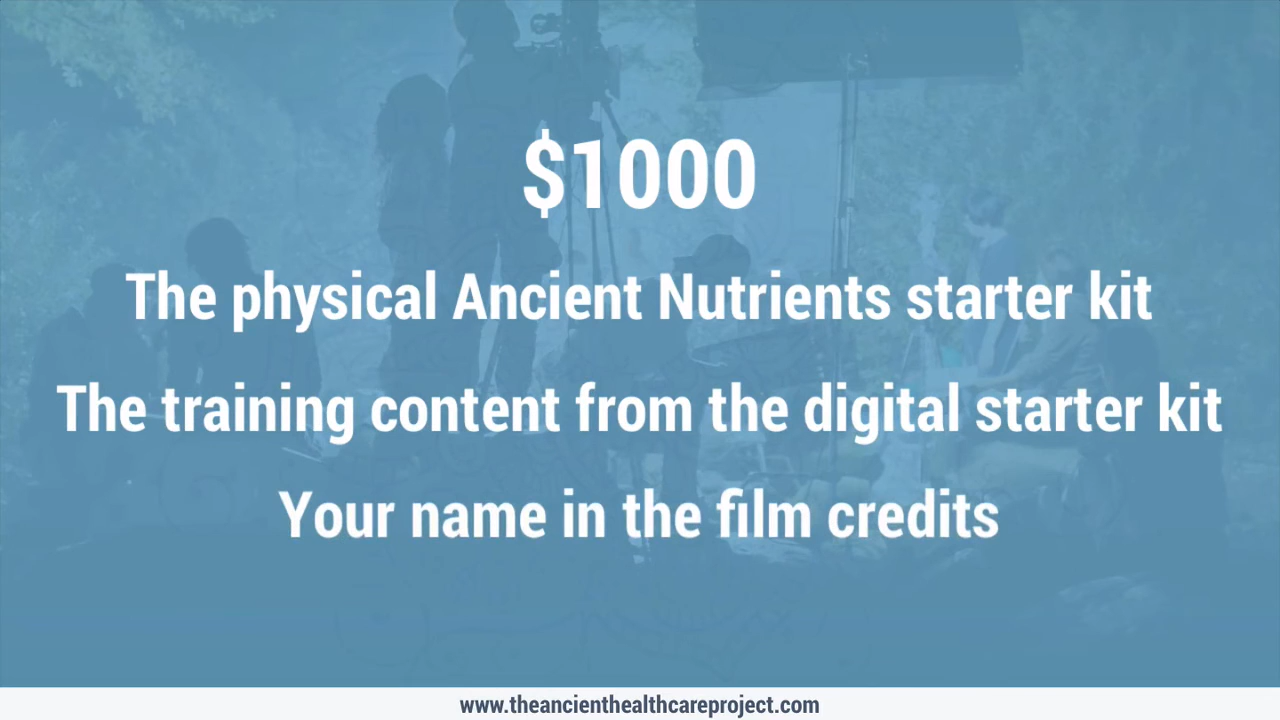 $1000
The physical Ancient Nutrients starter kit
The training content from the digital starter kit
Your name in the film credits
www.theancienthealthcareproject.com